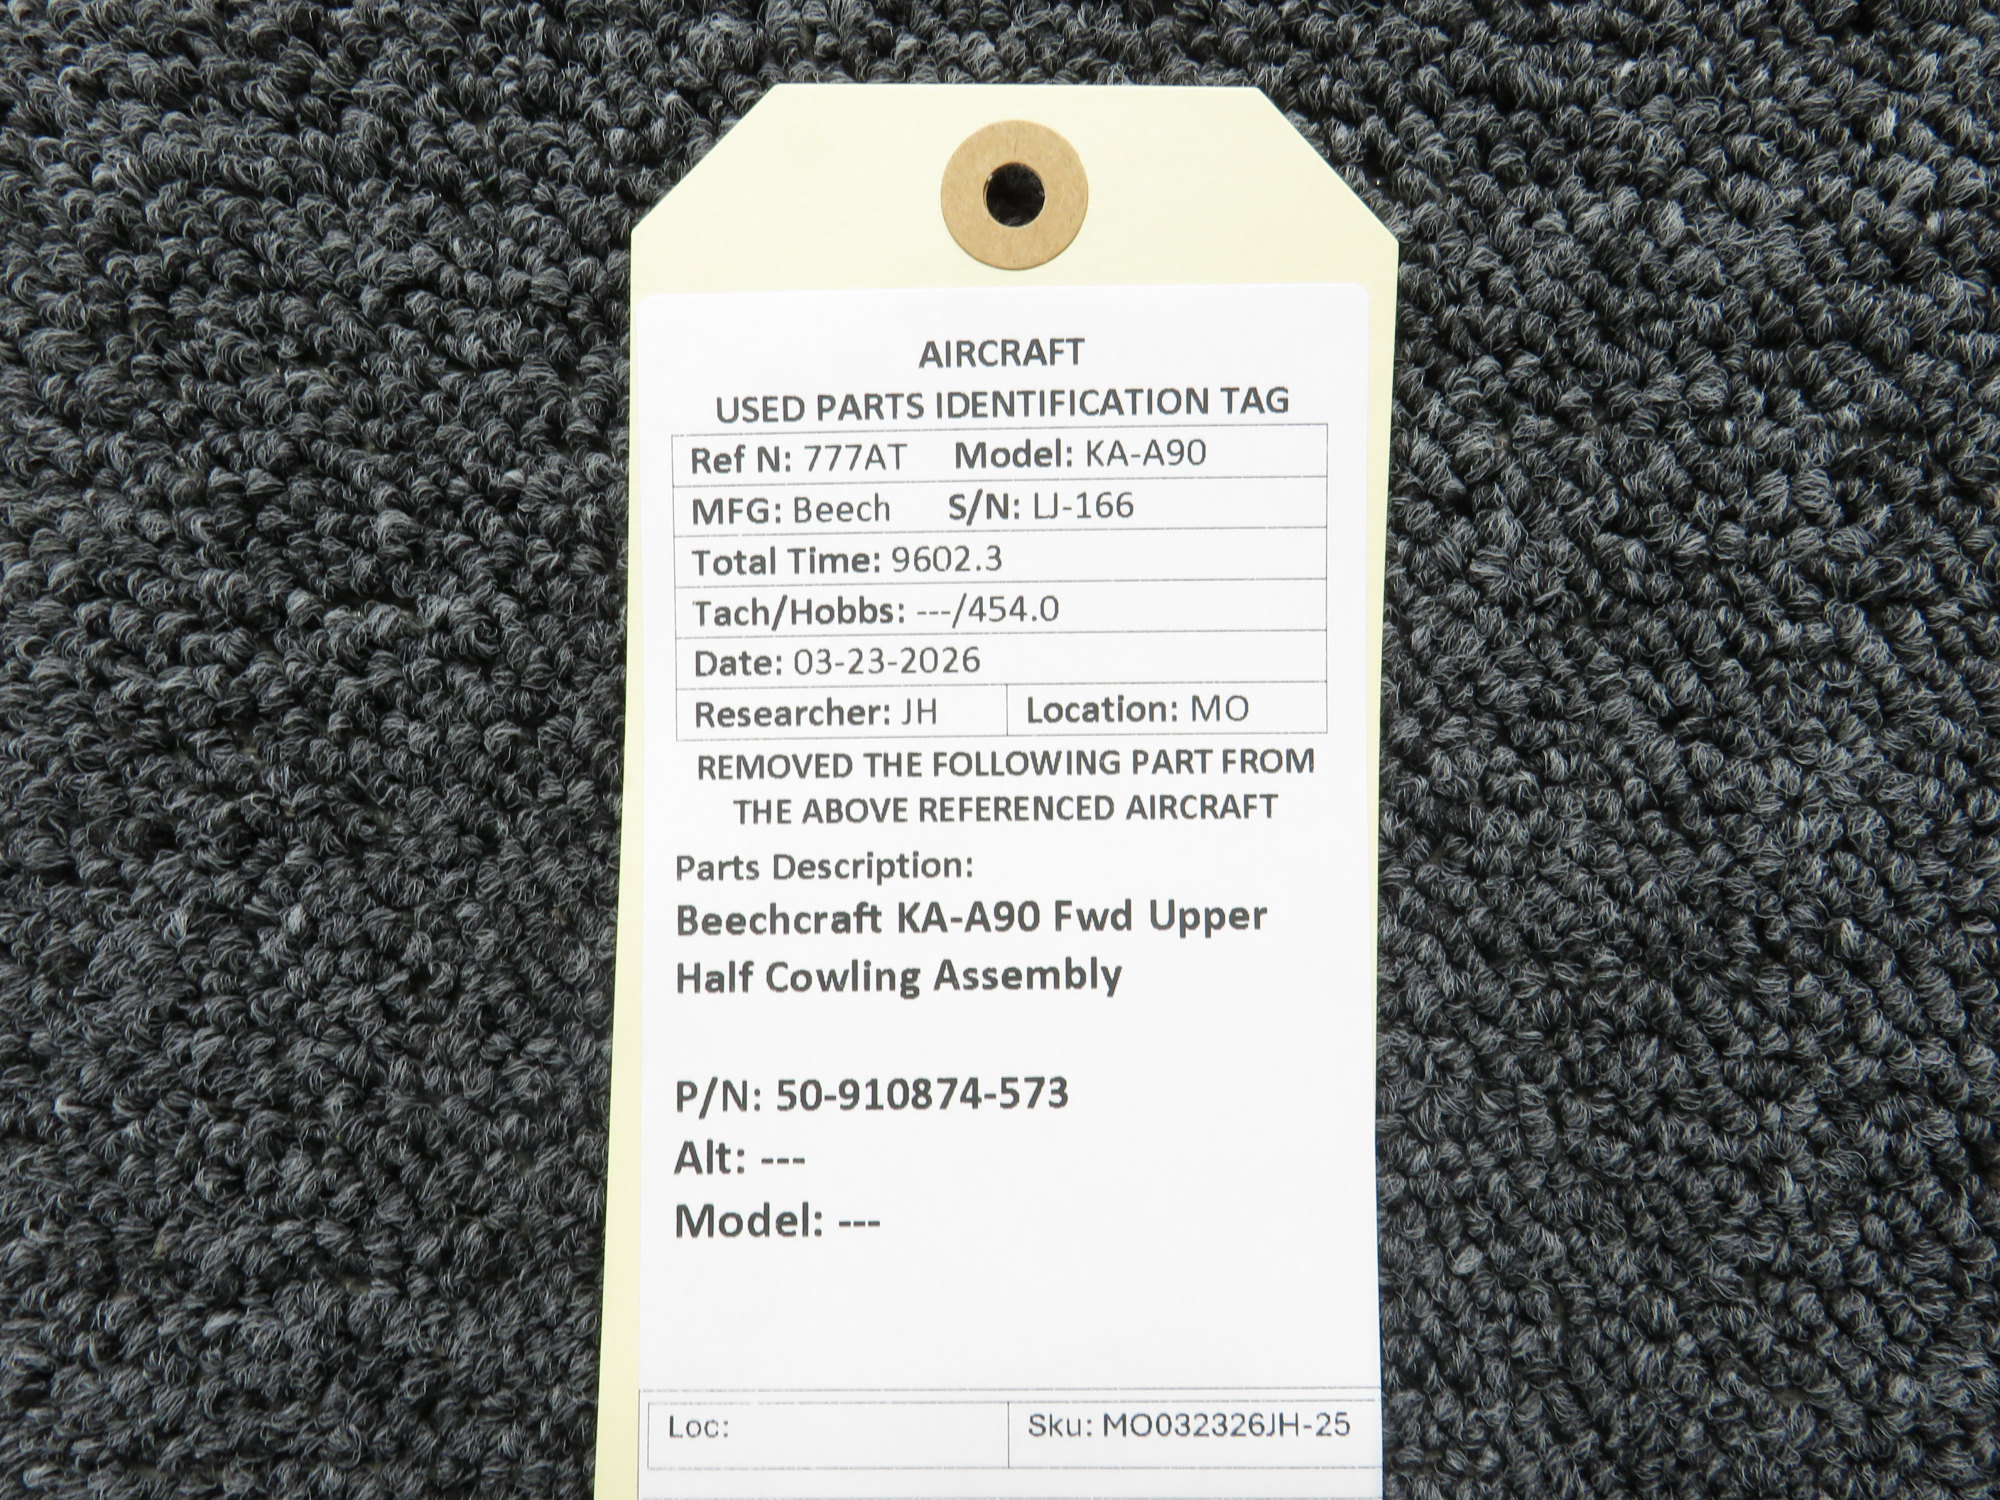 AIRCRAFT
USED PARTS IDENTIFICATION TAG
Ref N: 777AT Model: KA-A90
MFG: Beech S/N: LJ-166
Total Time: 9602.3
Tach/Hobbs: ---/454.0
Date: 03-23-2026
Researcher: JH Location: MO
REMOVED THE FOLLOWING PART FROM
THE ABOVE REFERENCED AIRCRAFT
Parts Description:
Beechcraft KA-A90 Fwd Upper
Half Cowling Assembly
P/N: 50-910874-573
Alt: ---
Model: ---
Loc: Sku: MO032326JH-25